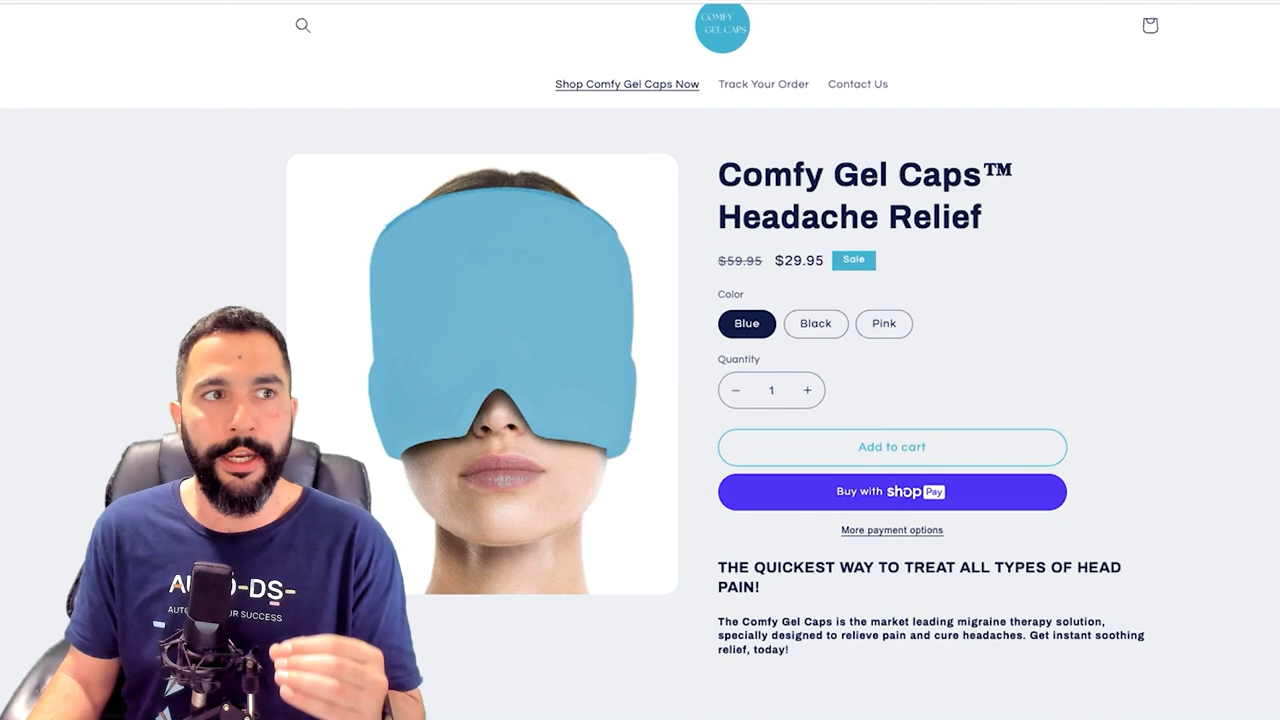 COMFY
GEL CAPS
Shop Comfy Gel Caps Now
Track Your Order
Contact Us
Comfy Gel Caps™
Headache Relief
$59.95 $29.95 Sale
Color
Blue Black Pink
Quantity
− 1 +
Add to cart
Buy with shop Pay
More payment options
THE QUICKEST WAY TO TREAT ALL TYPES OF HEAD
PAIN!
The Comfy Gel Caps is the market leading migraine therapy solution,
specially designed to relieve pain and cure headaches. Get instant soothing
relief, today!
-DS-
SUCCESS